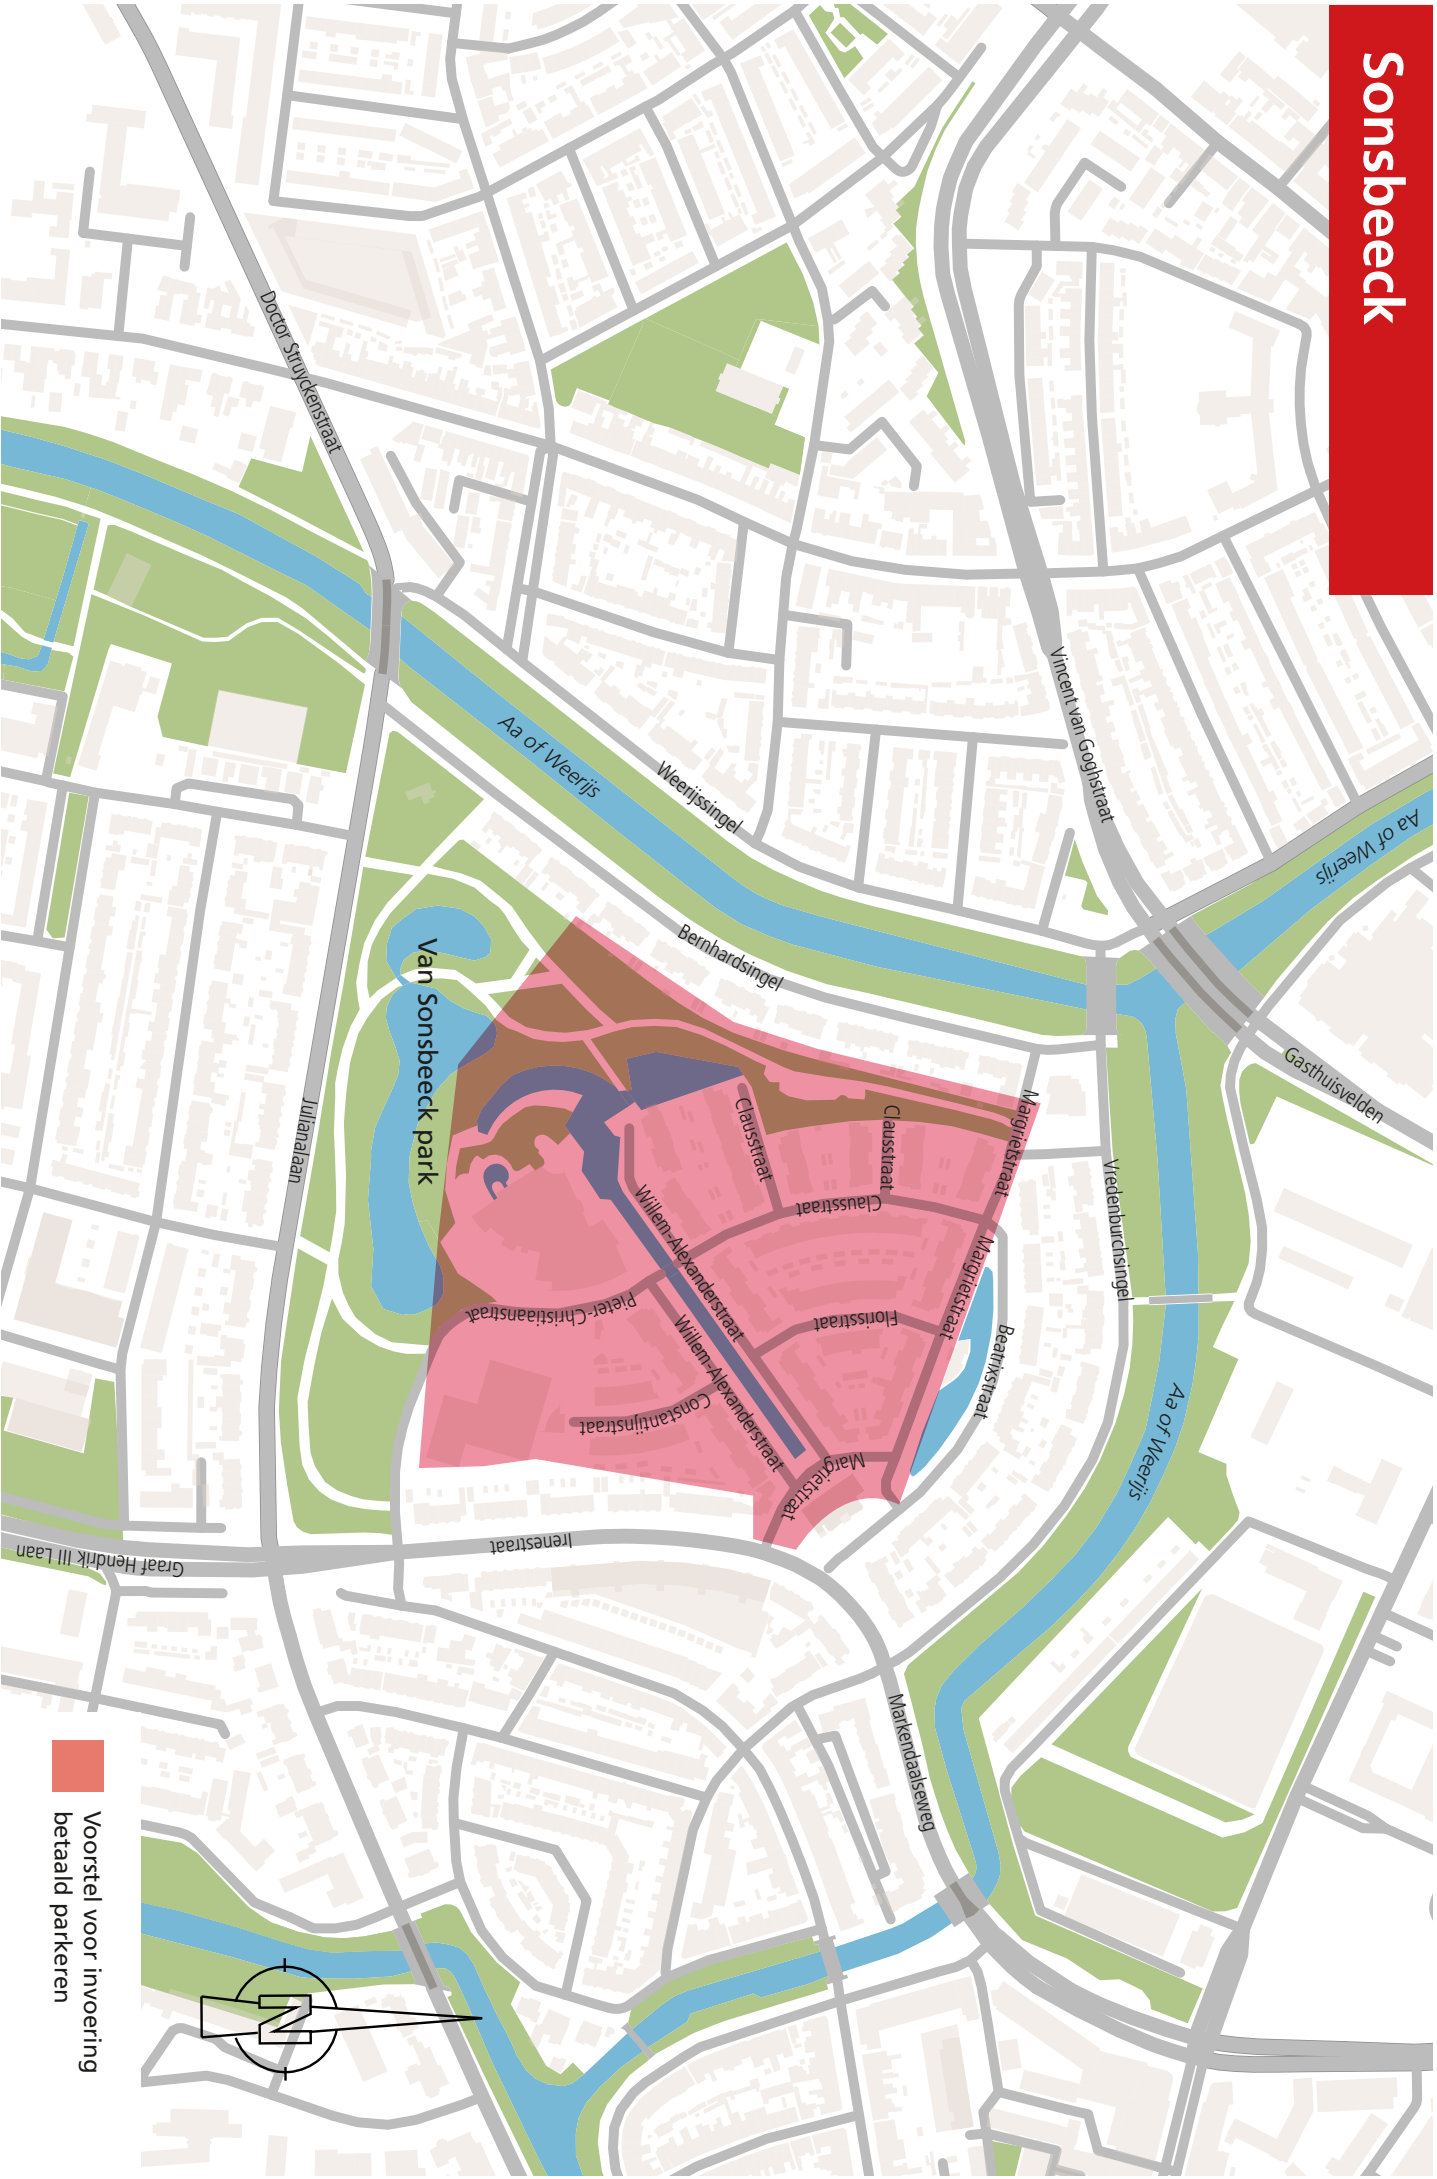 Sonsbeeck
Doctor Struyckenstraat
Vincent van Goghstraat
Aa of Weerijs
Weerijssingel
Aa of Weerijs
Bernhardsingel
Gasthuisvelden
Van Sonsbeeck park
Julianalaan
Clausstraat
Clausstraat
Clausstraat
Margrietstraat
Margrietstraat
Margrietstraat
Vredenburchsingel
Willem-Alexanderstraat
Willem-Alexanderstraat
Pieter-Christiaanstraat
Florisstraat
Constantijnstraat
Beatrixstraat
Aa of Weerijs
Irenestraat
Graaf Hendrik III Laan
Markendaalseweg
Voorstel voor invoering
betaald parkeren
N